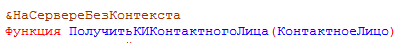 &НаСервереБезКонтекста
Функция ПолучитьКИКонтактногоЛица(КонтактноеЛицо)